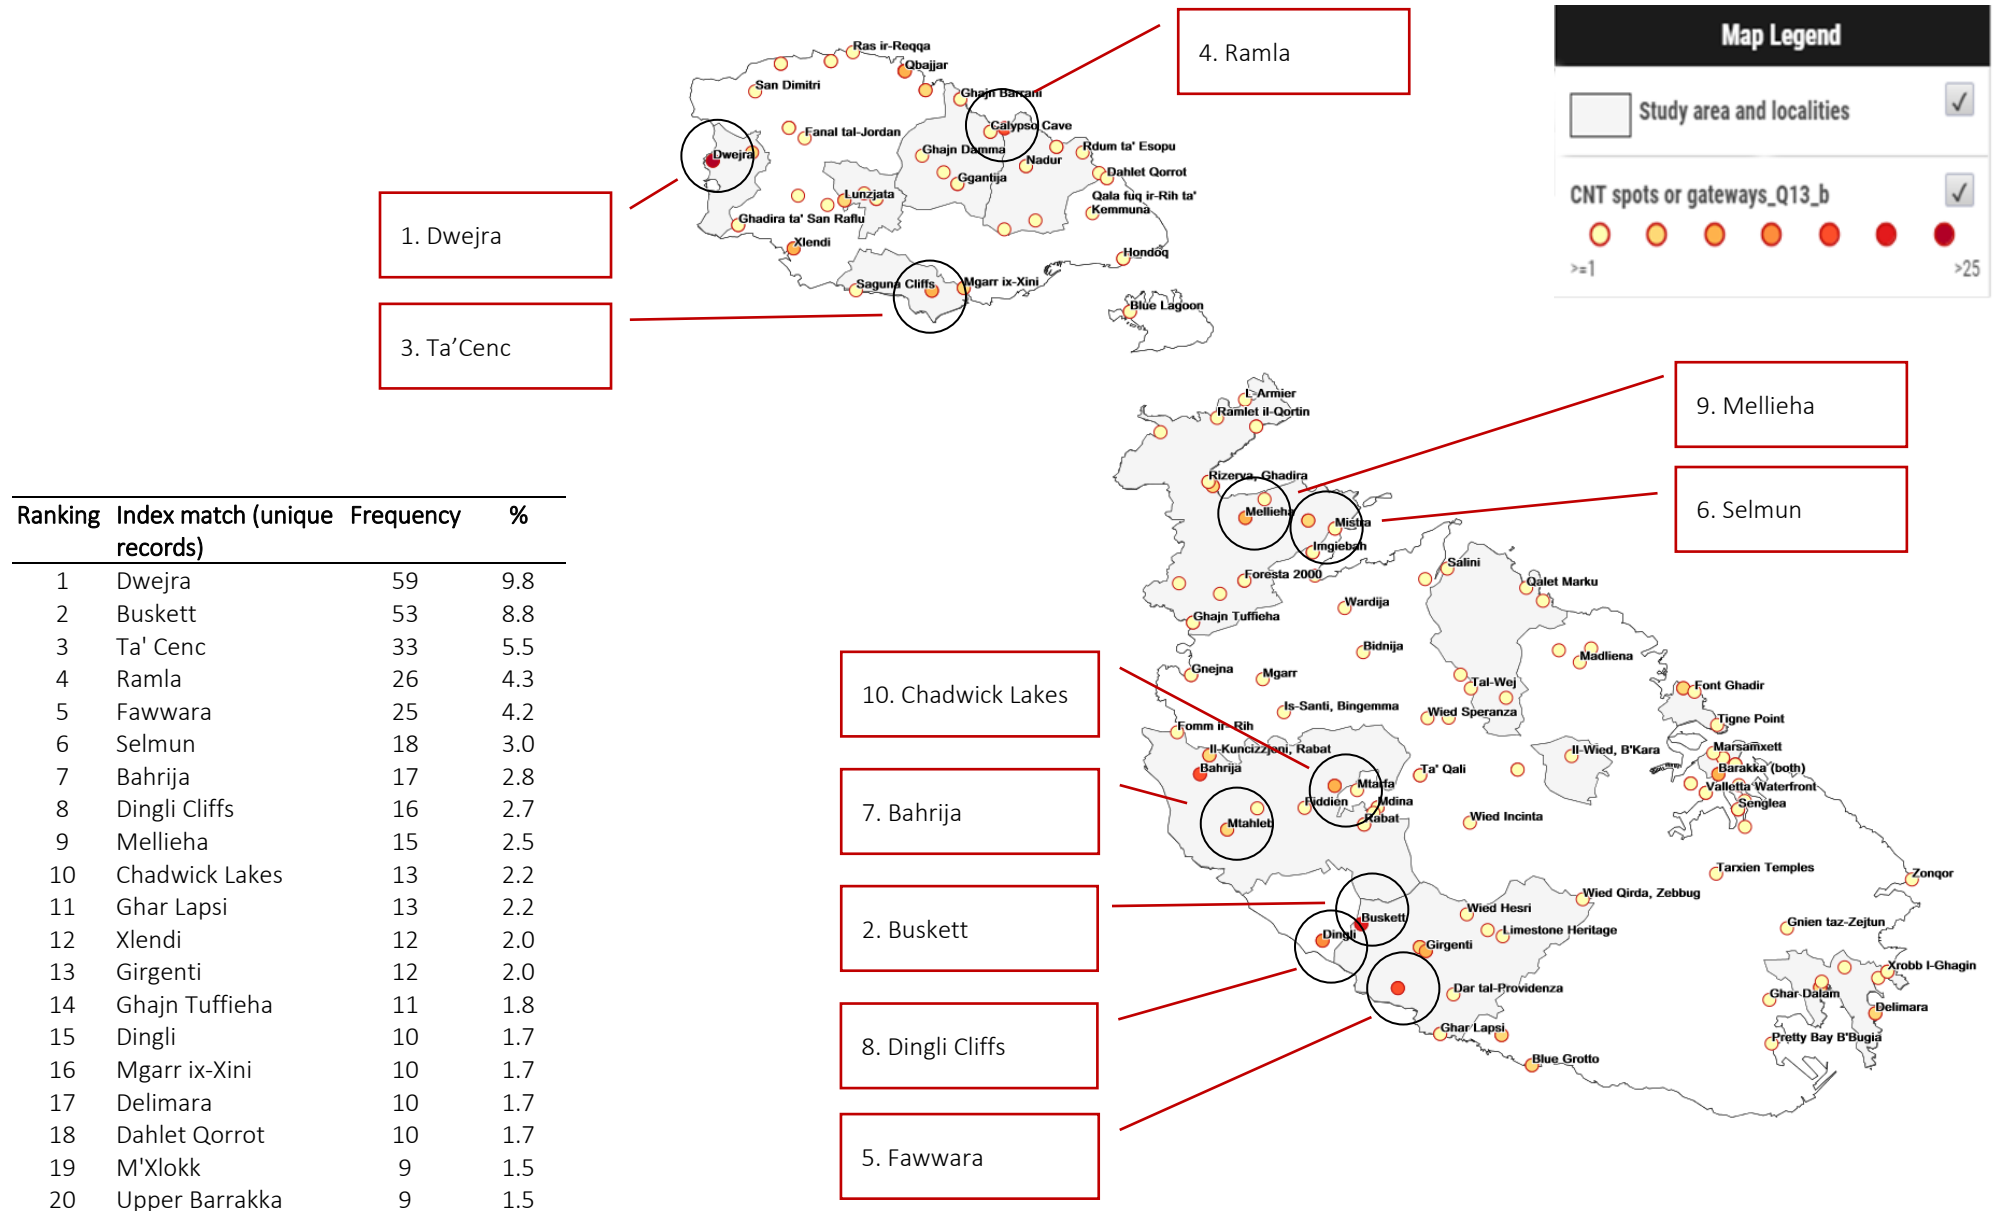 4. Ramla
Map Legend
Study area and localities
CNT spots or gateways_Q13_b
>=1
>25
Ras ir-Reqqa
Qbajjar
San Dimitri
Ghajn Barrani
Calypso Cave
Fanal tal-Jordan
Dwejra
Ghajn Damma
Nadur
Rdum ta' Esopu
Ggantija
Dahlet Qorrot
Lunzjata
Qala fuq ir-Rih ta'
Kemmuna
Ghadira ta' San Raflu
Xlendi
Hondoq
Saguna Cliffs
Mgarr ix-Xini
Blue Lagoon
1. Dwejra
3. Ta'Cenc
9. Mellieha
6. Selmun
L-Armier
Ramlet il-Qortin
Rizerva, Ghadira
Mellieha
Mistra
Imgiebah
Foresta 2000
Salini
Qalet Marku
Wardija
Ghajn Tuffieha
Bidnija
Madliena
Gnejna
Mgarr
Tal-Wej
Font Ghadir
Is-Santi, Bingemma
Wied Speranza
Tigne Point
Fomm ir- Rih
Il-Kuncizzjoni, Rabat
Il-Wied, B'Kara
Marsamxett
Bahrija
Ta' Qali
Barakka (both)
Mtarfa
Valletta Waterfront
Fiddien
Mdina
Senglea
Mtahleb
Rabat
Wied Incinta
Tarxien Temples
Zonqor
Wied Qirda, Zebbug
Wied Hesri
Buskett
Gnien taz-Zejtun
Dingli
Limestone Heritage
Girgenti
Xrobb l-Ghagin
Dar tal-Providenza
Ghar Dalam
Delimara
Ghar Lapsi
Pretty Bay B'Bugia
Blue Grotto
10. Chadwick Lakes
7. Bahrija
2. Buskett
8. Dingli Cliffs
5. Fawwara
Ranking Index match (unique records) Frequency %
1 Dwejra 59 9.8
2 Buskett 53 8.8
3 Ta' Cenc 33 5.5
4 Ramla 26 4.3
5 Fawwara 25 4.2
6 Selmun 18 3.0
7 Bahrija 17 2.8
8 Dingli Cliffs 16 2.7
9 Mellieha 15 2.5
10 Chadwick Lakes 13 2.2
11 Ghar Lapsi 13 2.2
12 Xlendi 12 2.0
13 Girgenti 12 2.0
14 Ghajn Tuffieha 11 1.8
15 Dingli 10 1.7
16 Mgarr ix-Xini 10 1.7
17 Delimara 10 1.7
18 Dahlet Qorrot 10 1.7
19 M'Xlokk 9 1.5
20 Upper Barrakka 9 1.5